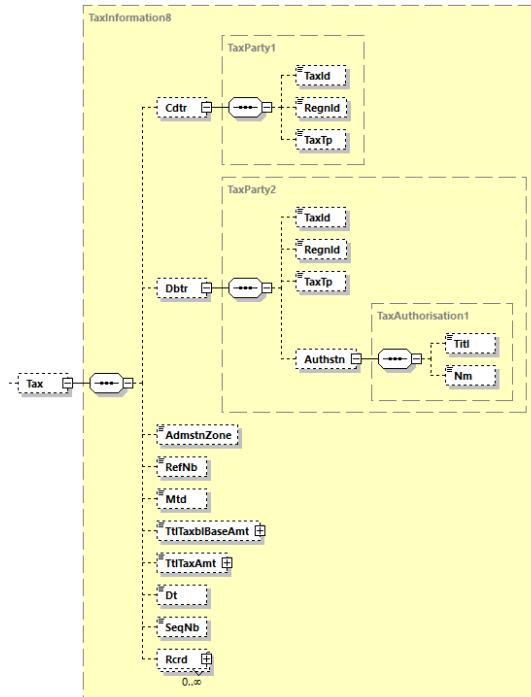 TaxInformation8
TaxParty1
TaxId
Cdtr
RegnId
TaxTp
TaxParty2
TaxId
RegnId
Dbtr
TaxTp
TaxAuthorisation1
Titl
Authstn
Nm
Tax
AdmstnZone
RefNb
Mtd
TtlTaxblBaseAmt
TtlTaxAmt
Dt
SeqNb
Rcrd
0..∞